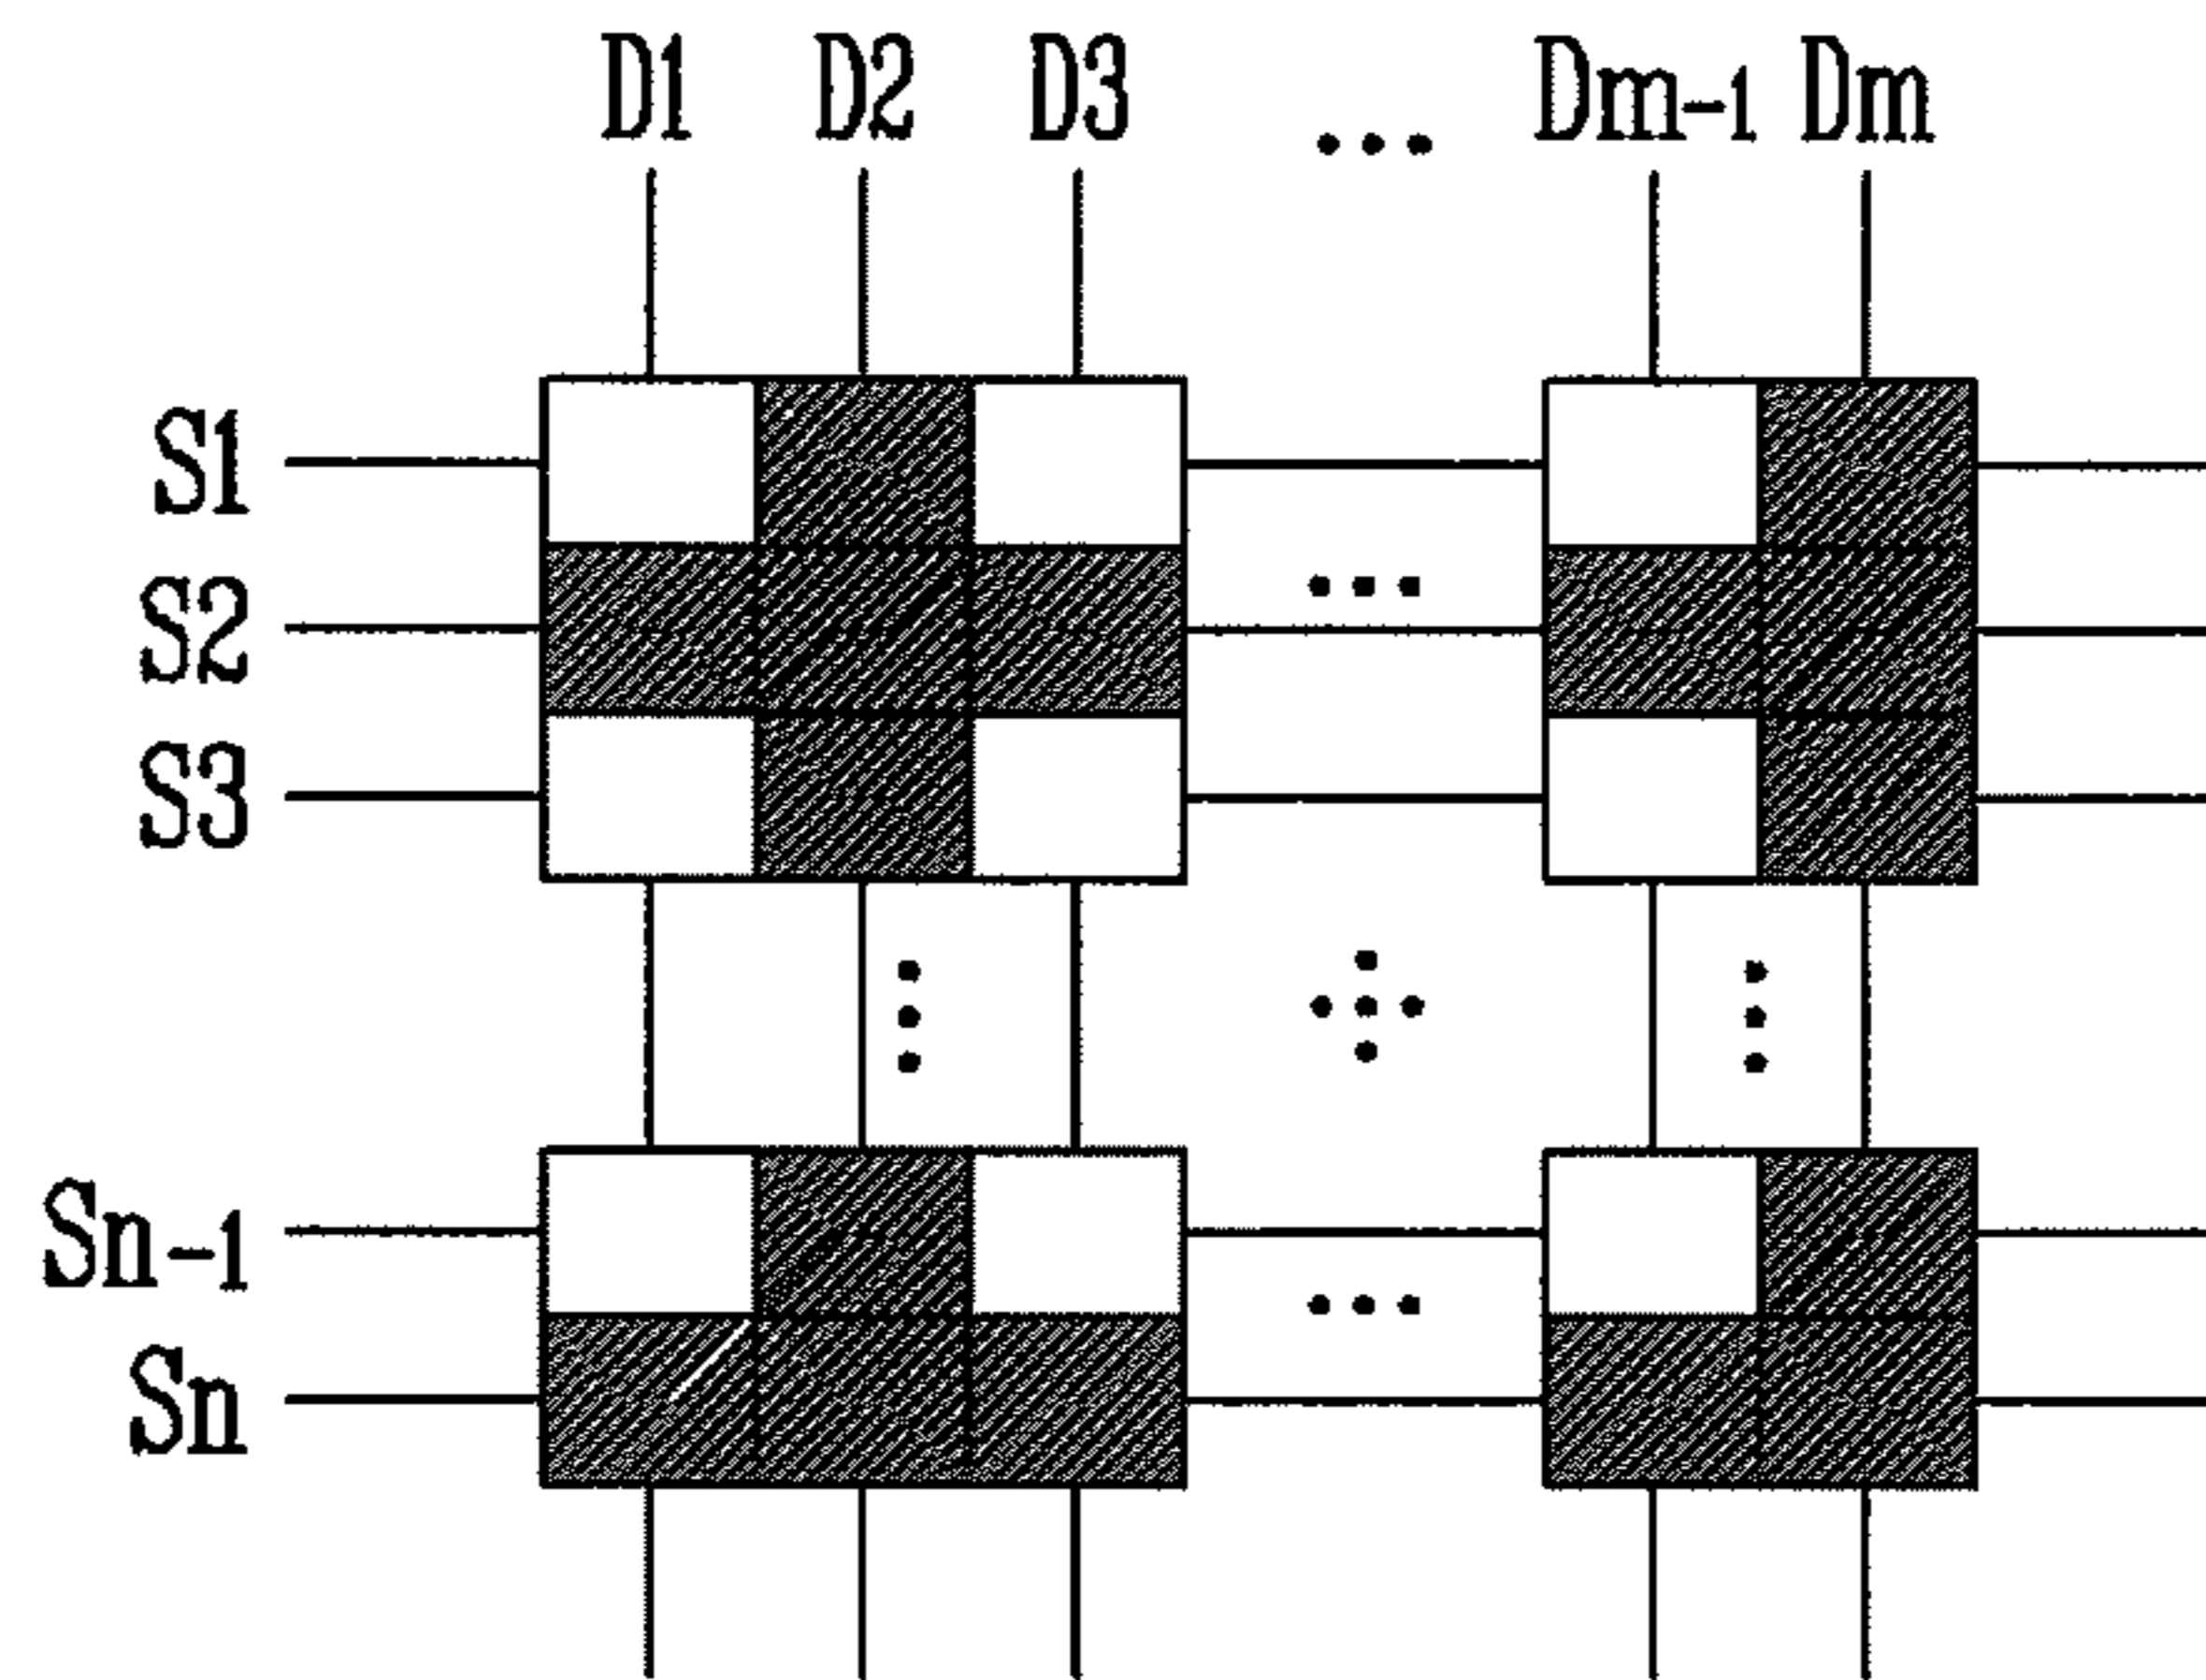 D1 D2 D3 ... Dm-1 Dm
S1
S2
S3
Sn-1
Sn